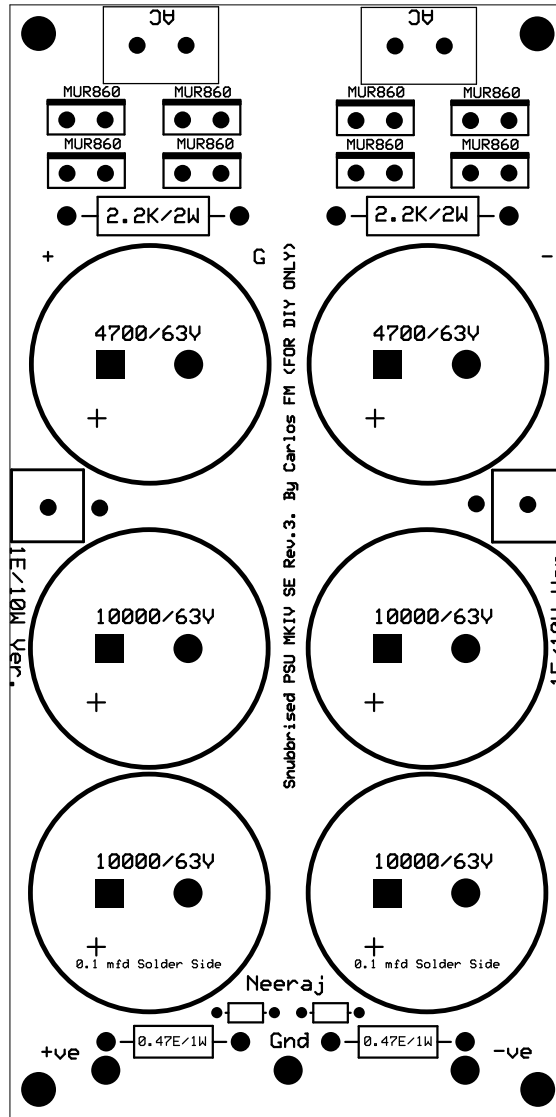 AC AC
MUR860 MUR860 MUR860 MUR860
MUR860 MUR860 MUR860 MUR860
2.2K/2W 2.2K/2W
+ G -
4700/63V 4700/63V
+ +
Snubbrised PSU MKIV SE Rev.3. By Carlos FM (FOR DIY ONLY)
1E/10W Ver. 1E/10W Ver.
10000/63V 10000/63V
+ +
10000/63V 10000/63V
+ +
0.1 mfd Solder Side 0.1 mfd Solder Side
Neeraj
0.47E/1W 0.47E/1W
+ve Gnd -ve